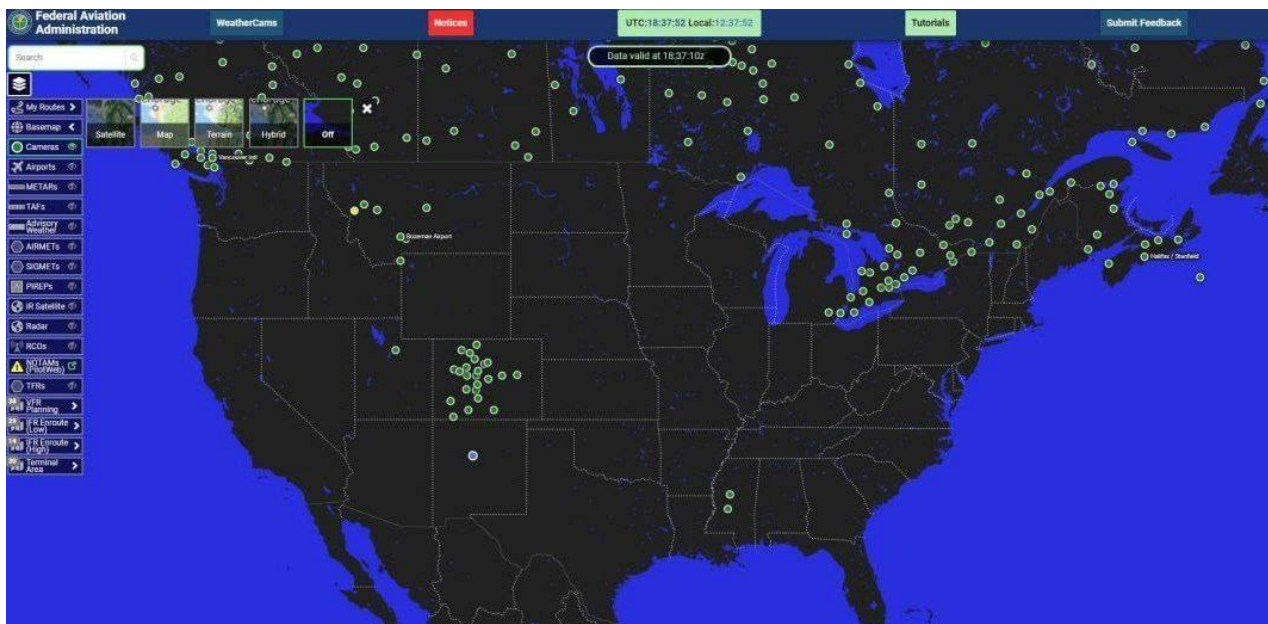 Federal Aviation
Administration
WeatherCams
Notices
UTC:18:37:52 Local:12:37:52
Tutorials
Submit Feedback
Search
Data valid at 18:37:10z
My Routes
Basemap
Satellite
Map
Terrain
Hybrid
Off
Cameras
Vancouver Intl
Airports
METARs
TAFs
Advisory
Weather
AIRMETs
SIGMETs
PIREPs
IR Satellite
Radar
RCOs
NOTAMs
(PilotWeb)
TFRs
VFR
Planning
IFR Enroute
(Low)
IFR Enroute
(High)
Terminal
Area
Bozeman Airport
Halifax / Stanfield